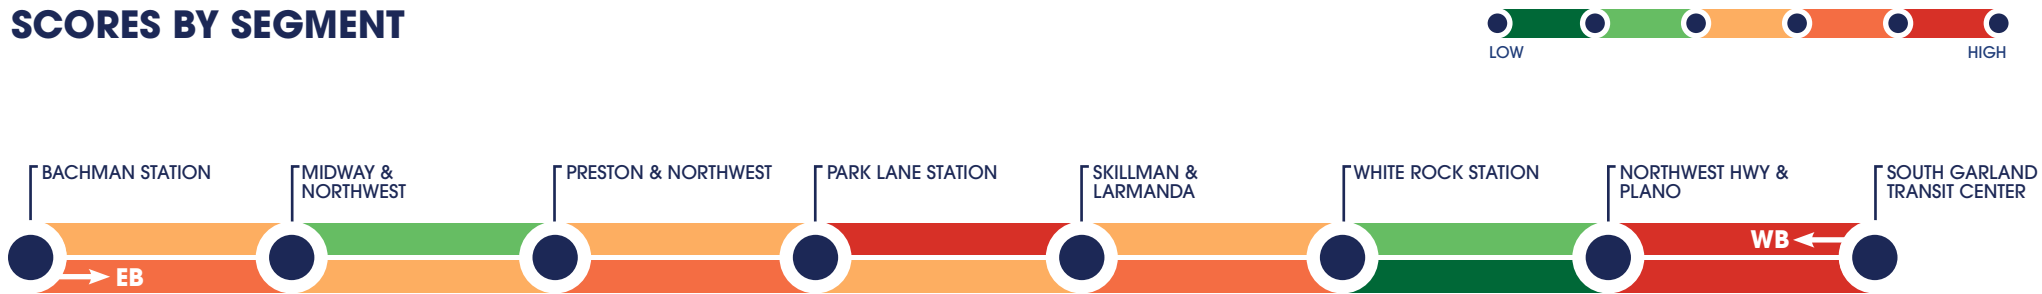 SCORES BY SEGMENT
LOW
HIGH
BACHMAN STATION
MIDWAY &
NORTHWEST
PRESTON & NORTHWEST
PARK LANE STATION
SKILLMAN &
LARMANDA
WHITE ROCK STATION
NORTHWEST HWY &
PLANO
SOUTH GARLAND
TRANSIT CENTER
WB
EB